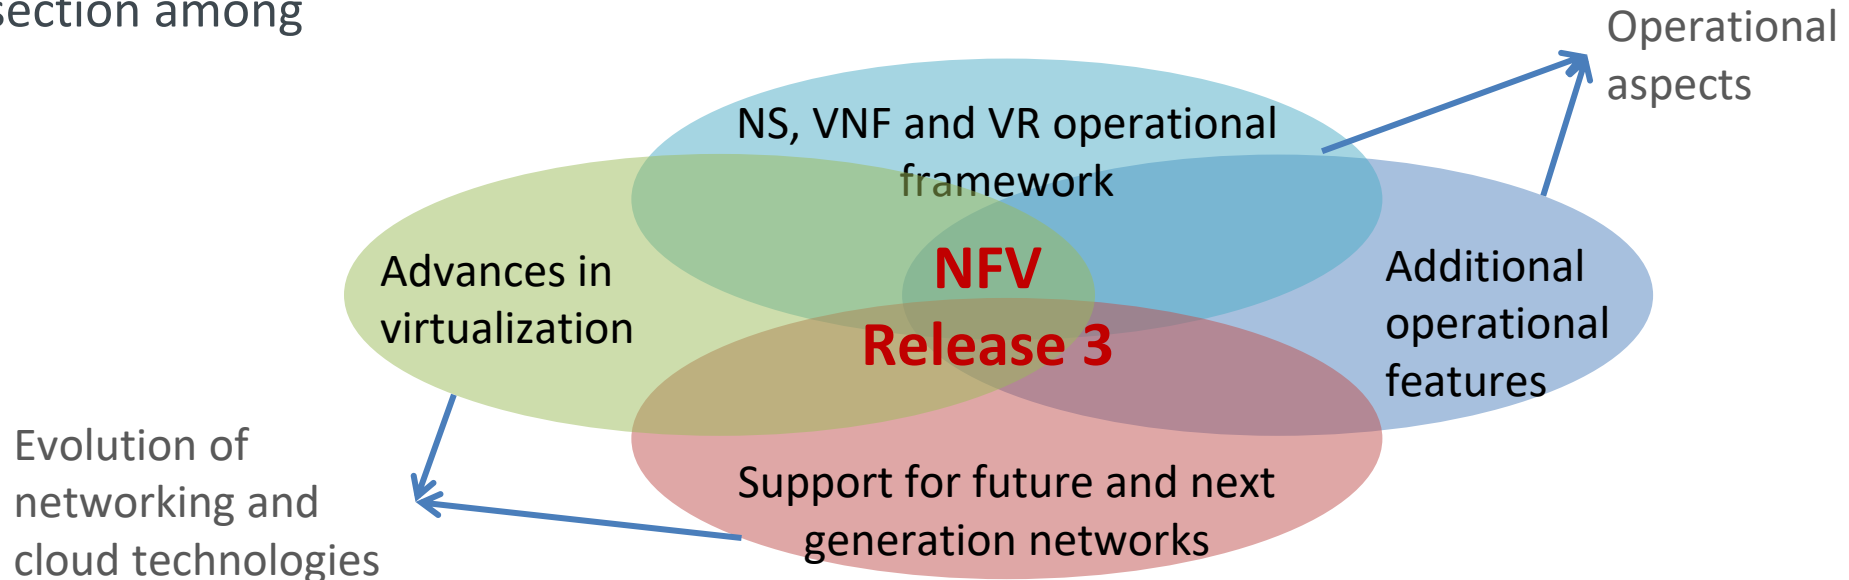 section among
Operational
aspects
NS, VNF and VR operational
framework
Advances in
virtualization
NFV
Release 3
Additional
operational
features
Evolution of
networking and
cloud technologies
Support for future and next
generation networks